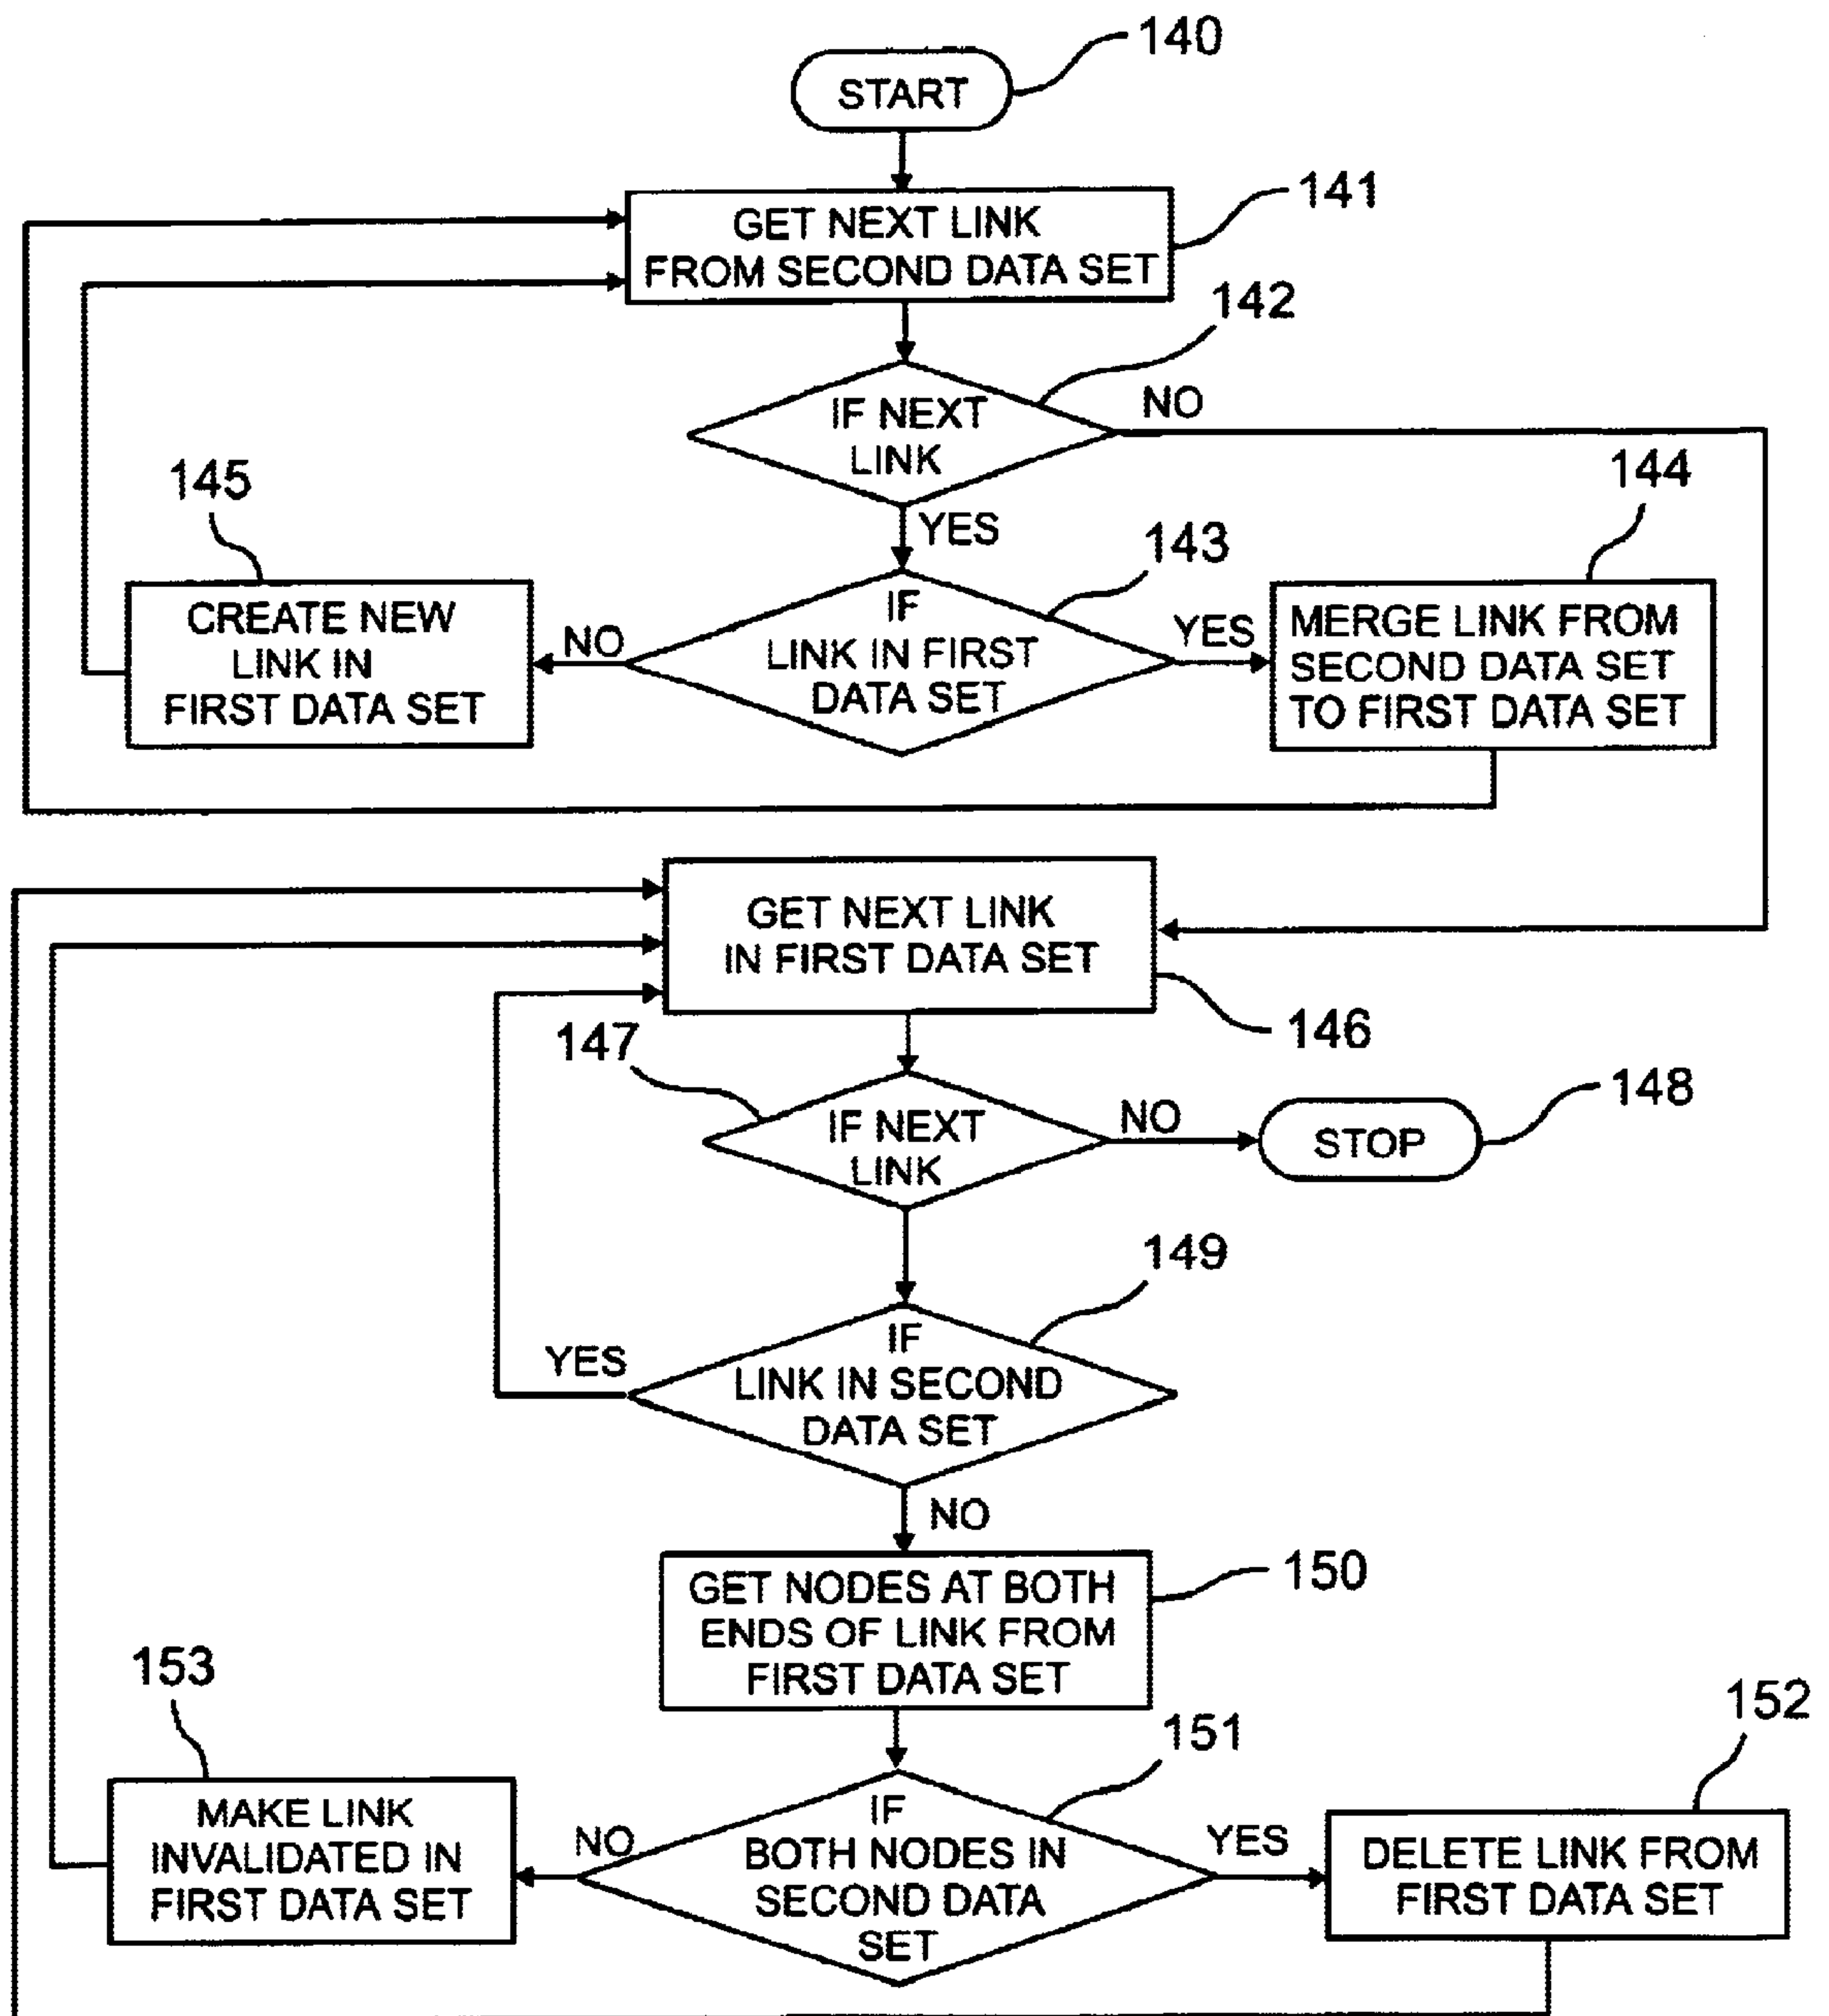 140
START
141
GET NEXT LINK
FROM SECOND DATA SET
142
IF NEXT
LINK
NO
YES
145
CREATE NEW
LINK IN
FIRST DATA SET
NO
143
IF
LINK IN FIRST
DATA SET
YES
144
MERGE LINK FROM
SECOND DATA SET
TO FIRST DATA SET
GET NEXT LINK
IN FIRST DATA SET
146
147
IF NEXT
LINK
NO
148
STOP
149
IF
LINK IN SECOND
DATA SET
YES
NO
150
GET NODES AT BOTH
ENDS OF LINK FROM
FIRST DATA SET
153
MAKE LINK
INVALIDATED IN
FIRST DATA SET
NO
151
IF
BOTH NODES IN
SECOND DATA
SET
YES
152
DELETE LINK FROM
FIRST DATA SET